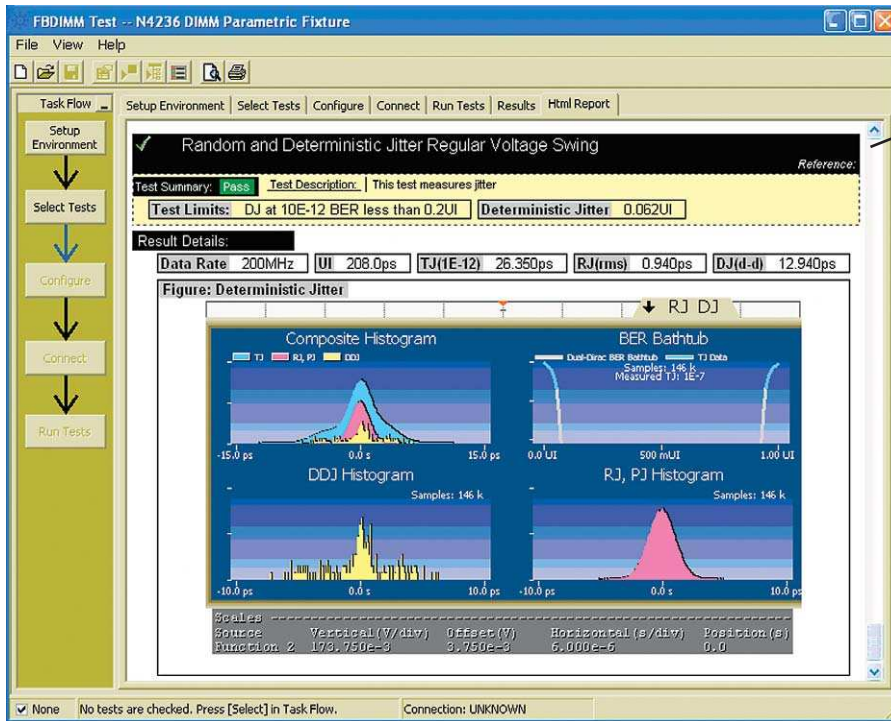 FBDIMM Test -- N4236 DIMM Parametric Fixture
File View Help
Task Flow
Setup Environment
Select Tests
Configure
Connect
Run Tests
Setup Environment Select Tests Configure Connect Run Tests Results Html Report
Random and Deterministic Jitter Regular Voltage Swing
Reference:
Test Summary: Pass Test Description: This test measures jitter
Test Limits: DJ at 10E-12 BER less than 0.2UI Deterministic Jitter 0.062UI
Result Details:
Data Rate 200MHz UI 208.0ps TJ(1E-12) 26.350ps RJ(rms) 0.940ps DJ(d-d) 12.940ps
Figure: Deterministic Jitter
RJ DJ
Composite Histogram
TJ RJ, PJ DDJ
-15.0 ps 0.0 s 15.0 ps
BER Bathtub
Dual-Dirac BER Bathtub TJ Data
Samples: 146 k
Measured TJ: 1E-7
0.0 UI 500 mUI 1.00 UI
DDJ Histogram
Samples: 146 k
-10.0 ps 0.0 s 10.0 ps
RJ, PJ Histogram
Samples: 146 k
-10.0 ps 0.0 s 10.0 ps
Scales
Source Vertical(V/div) Offset(V) Horizontal(s/div) Position(s)
Function 2 173.750e-3 3.750e-3 6.000e-6 0.0
None No tests are checked. Press [Select] in Task Flow. Connection: UNKNOWN